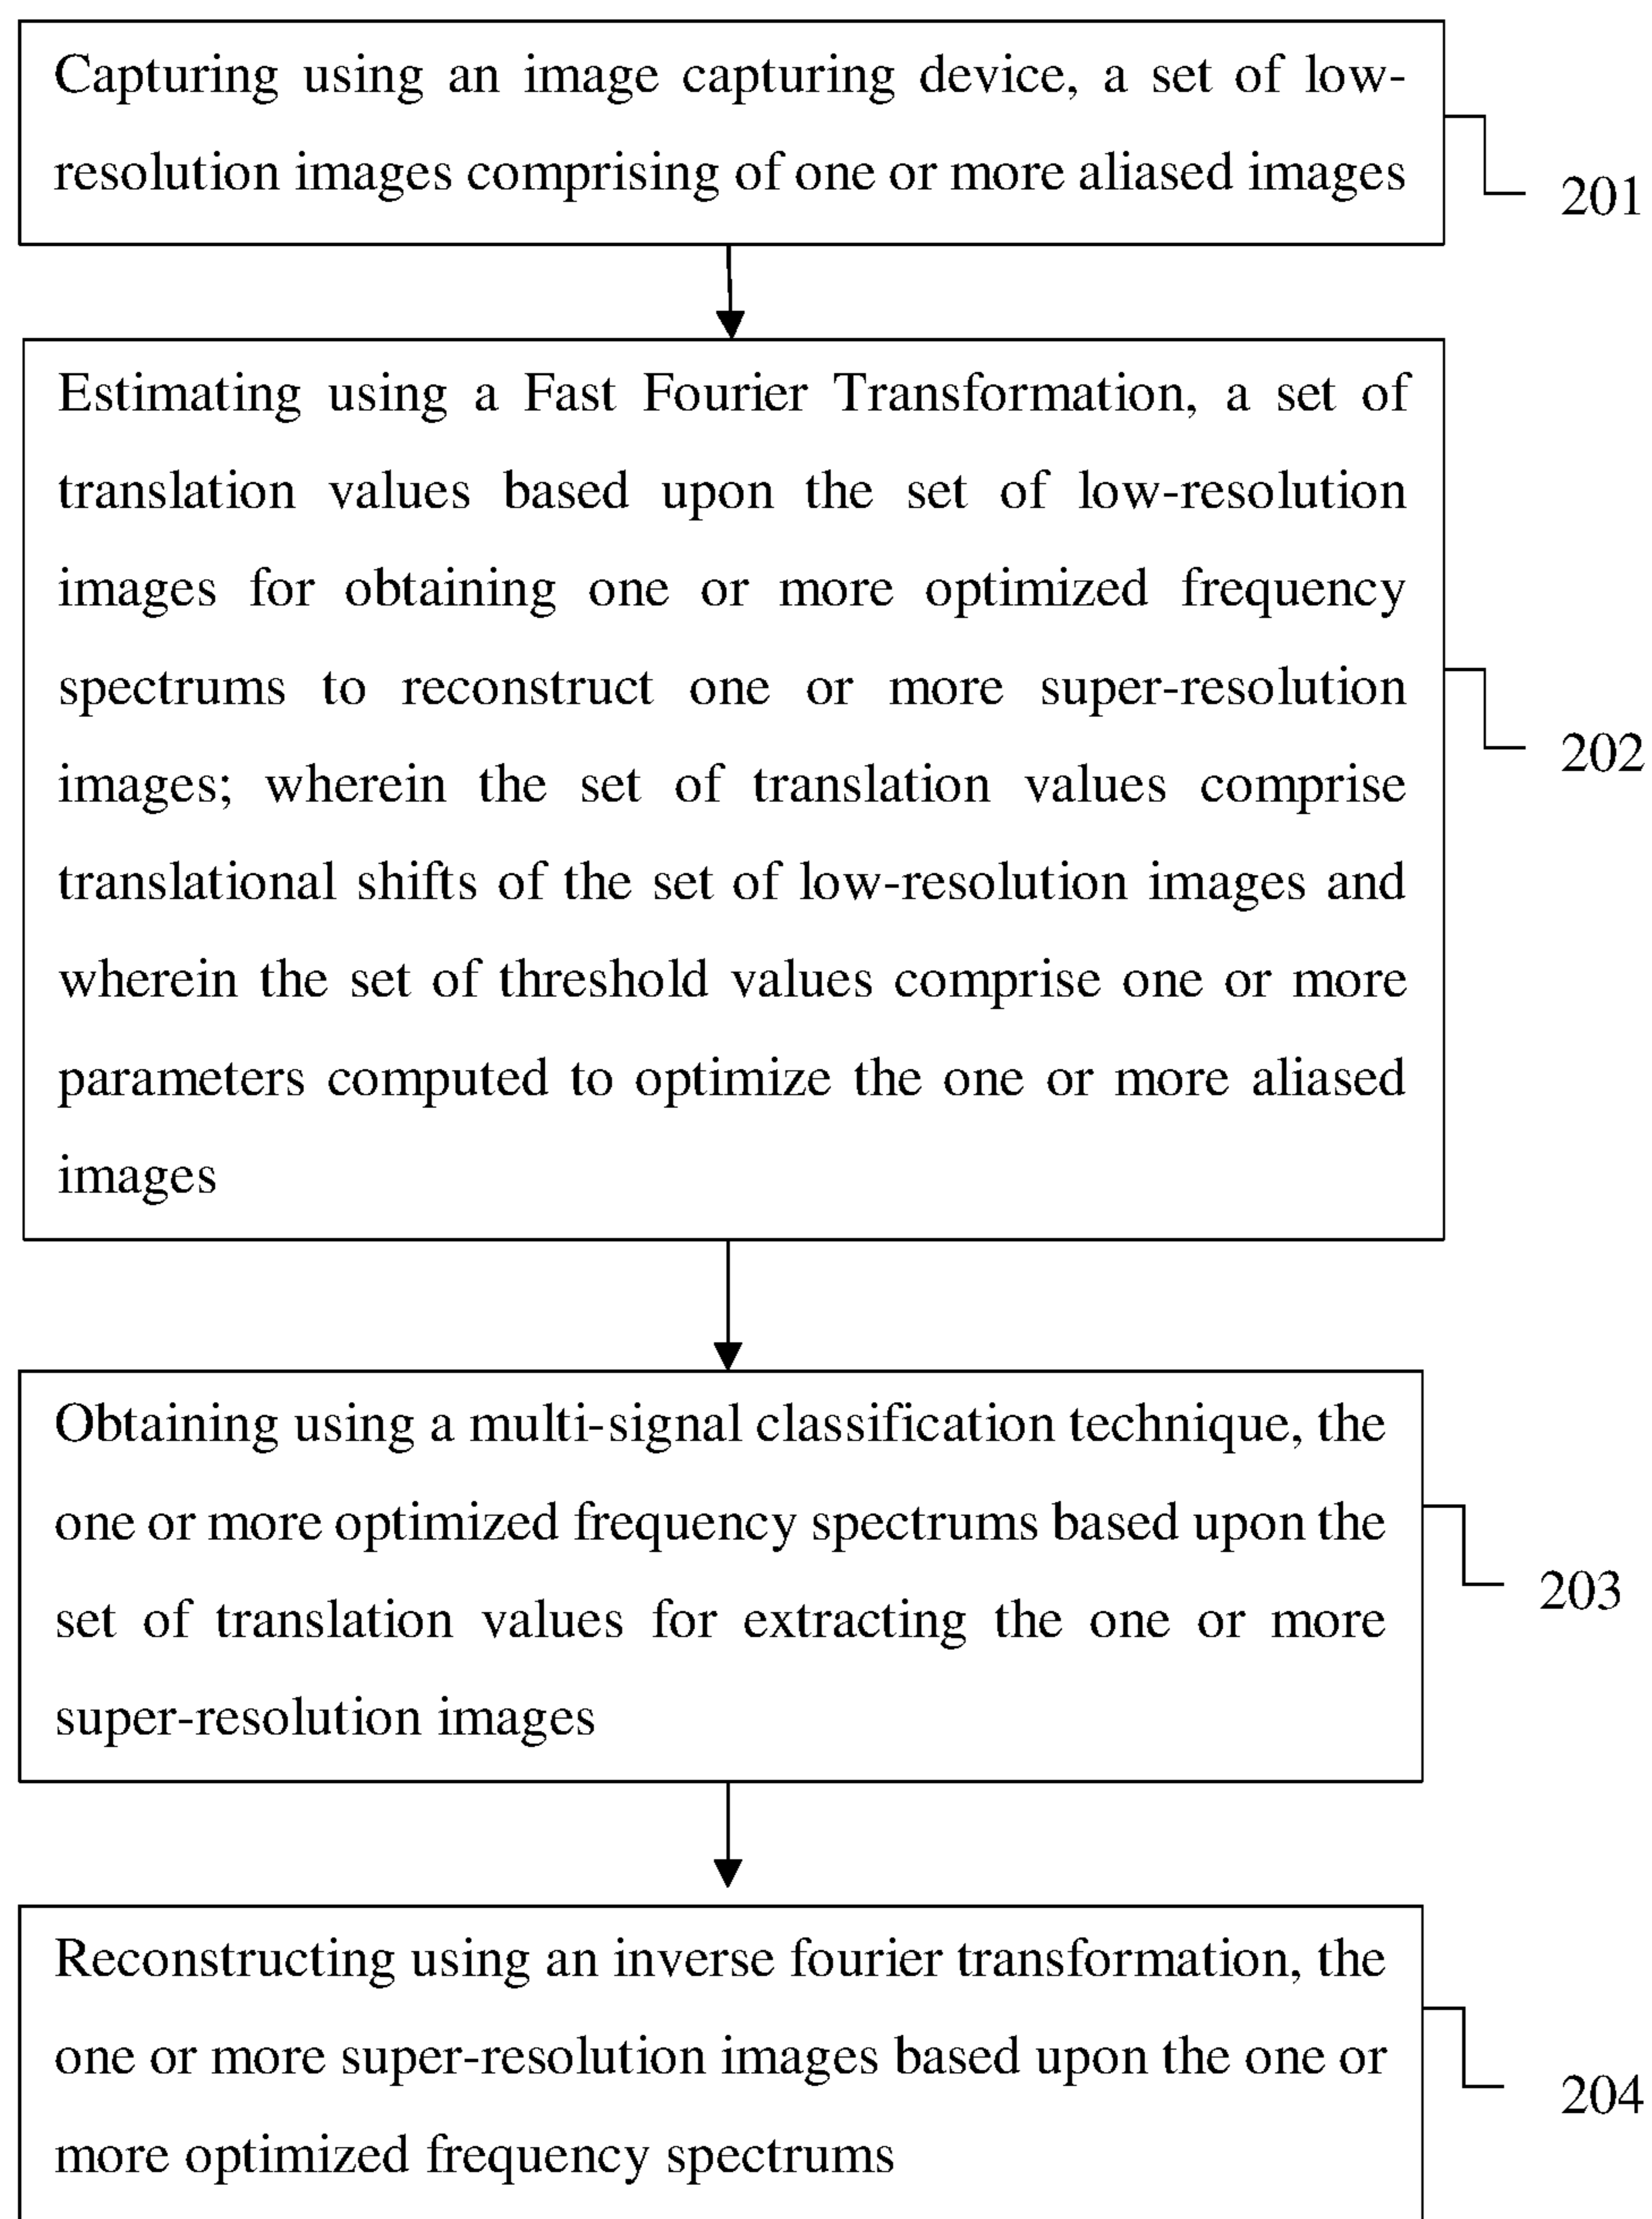 Capturing using an image capturing device, a set of low-
resolution images comprising of one or more aliased images
201
Estimating using a Fast Fourier Transformation, a set of
translation values based upon the set of low-resolution
images for obtaining one or more optimized frequency
spectrums to reconstruct one or more super-resolution
images; wherein the set of translation values comprise
translational shifts of the set of low-resolution images and
wherein the set of threshold values comprise one or more
parameters computed to optimize the one or more aliased
images
202
Obtaining using a multi-signal classification technique, the
one or more optimized frequency spectrums based upon the
set of translation values for extracting the one or more
super-resolution images
203
Reconstructing using an inverse fourier transformation, the
one or more super-resolution images based upon the one or
more optimized frequency spectrums
204